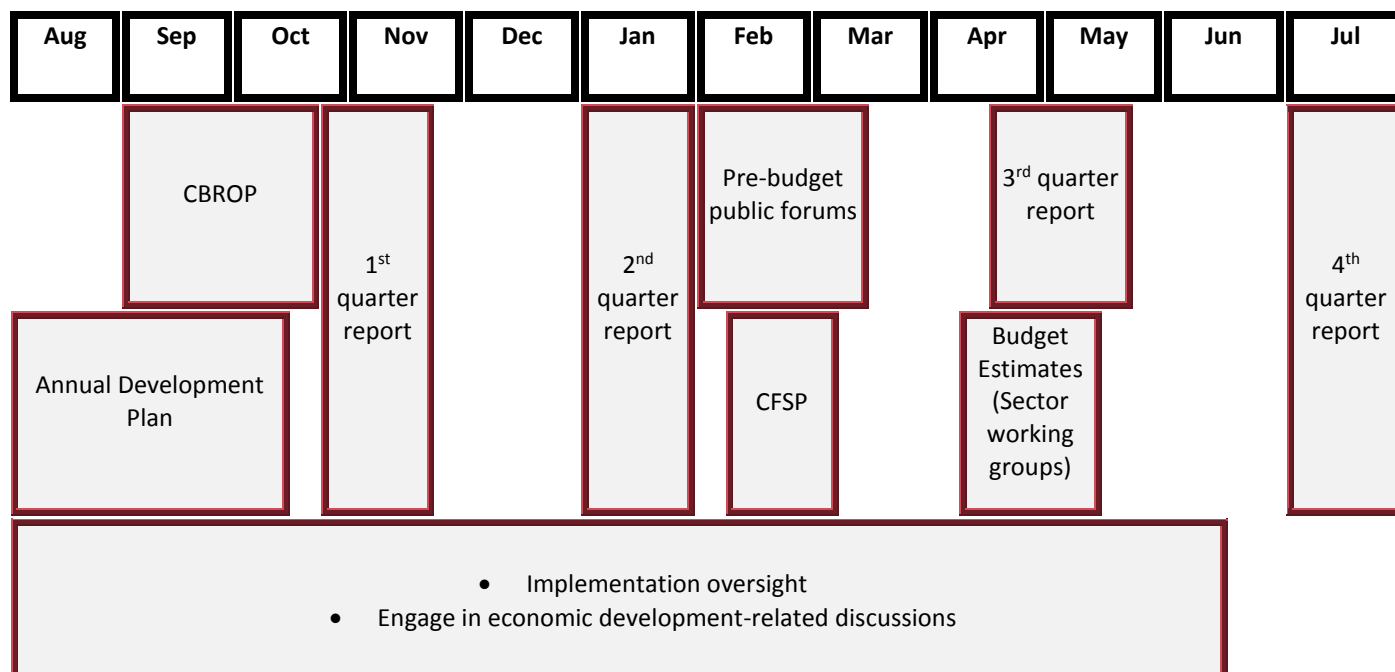 Aug Sep Oct Nov Dec Jan Feb Mar Apr May Jun Jul
CBROP
Annual Development
Plan
1st
quarter
report
2nd
quarter
report
Pre-budget
public forums
CFSP
3rd quarter
report
Budget
Estimates
(Sector
working
groups)
4th
quarter
report
• Implementation oversight
• Engage in economic development-related discussions